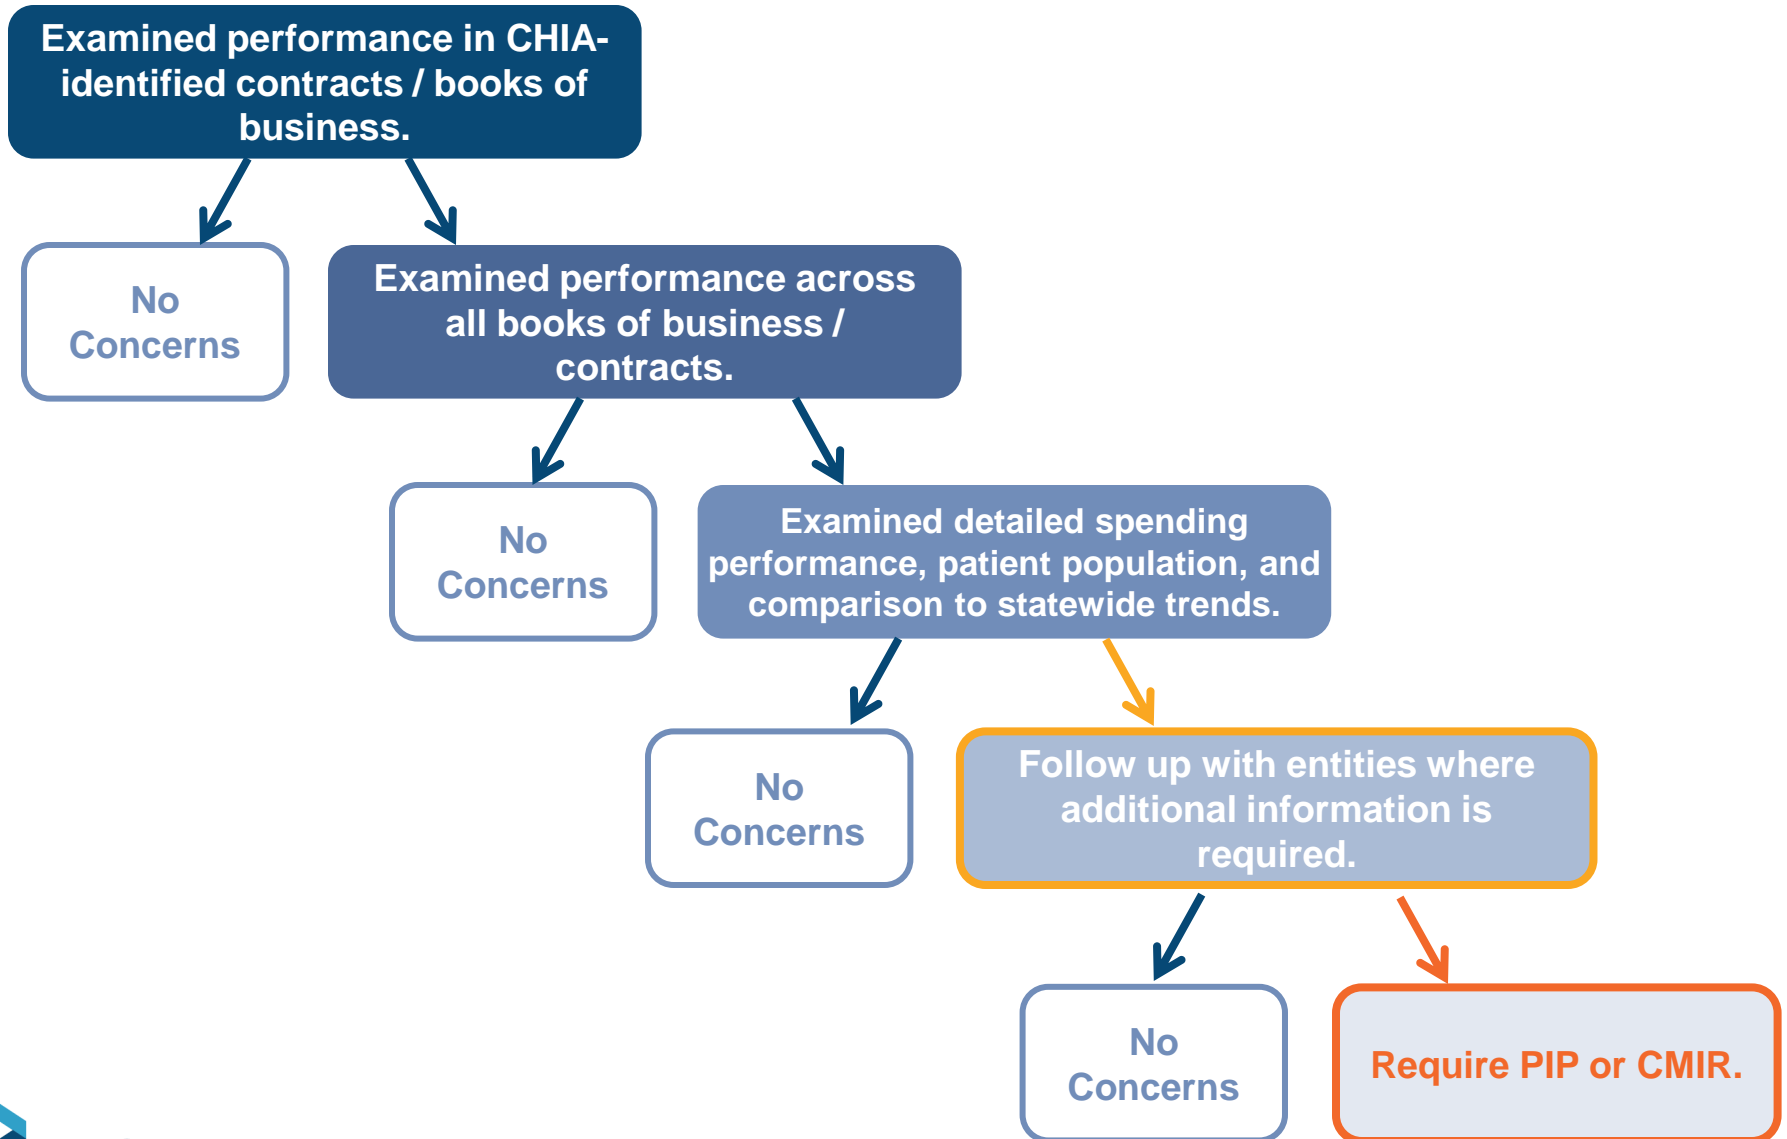 Examined performance in CHIA-
identified contracts / books of
business.
No
Concerns
Examined performance across
all books of business /
contracts.
No
Concerns
Examined detailed spending
performance, patient population, and
comparison to statewide trends.
No
Concerns
Follow up with entities where
additional information is
required.
No
Concerns
Require PIP or CMIR.